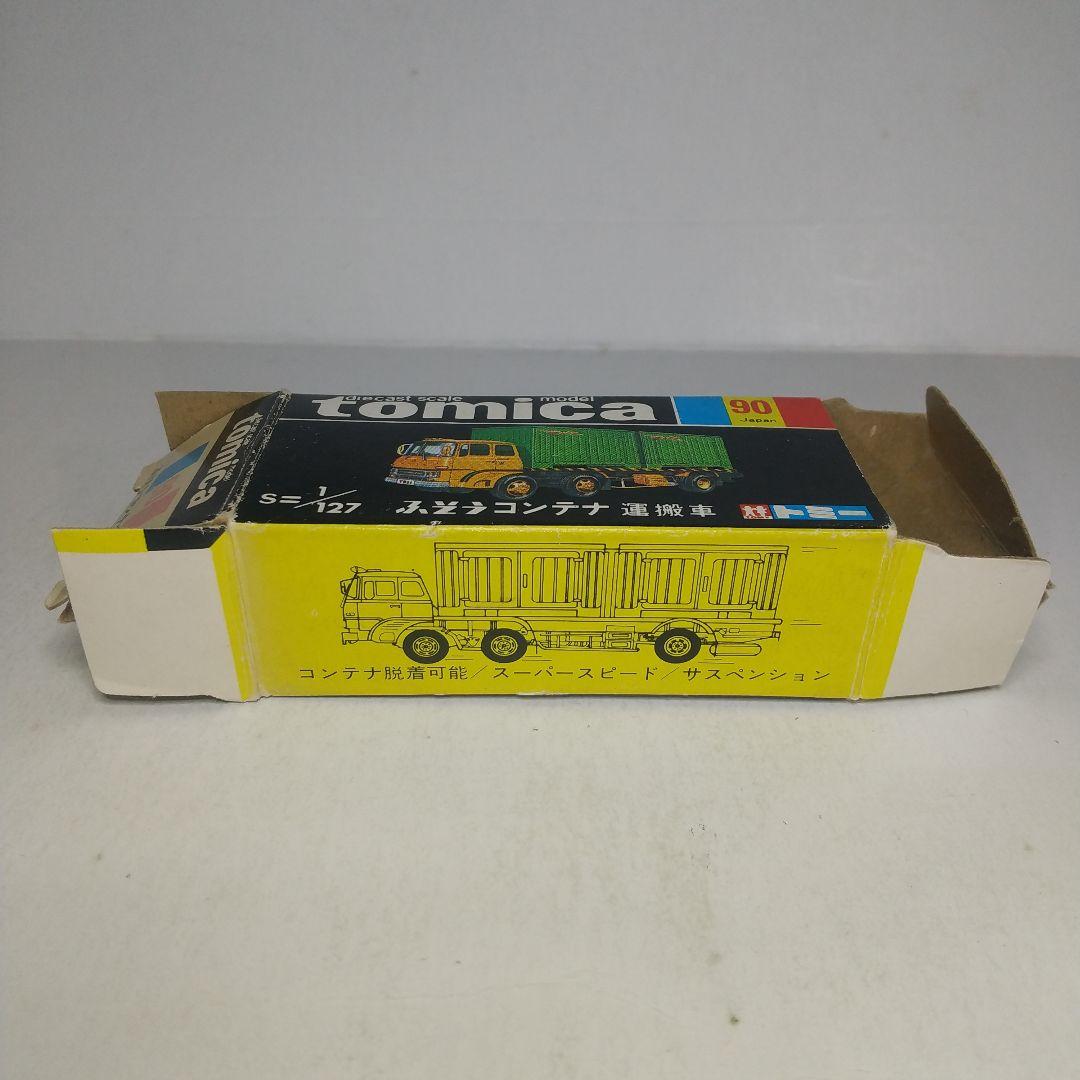 diecast scale model
tomica
90
Japan
S=1/127
ふそうコンテナ運搬車
トミー
コンテナ脱着可能/スーパースピード/サスペンション
tomica